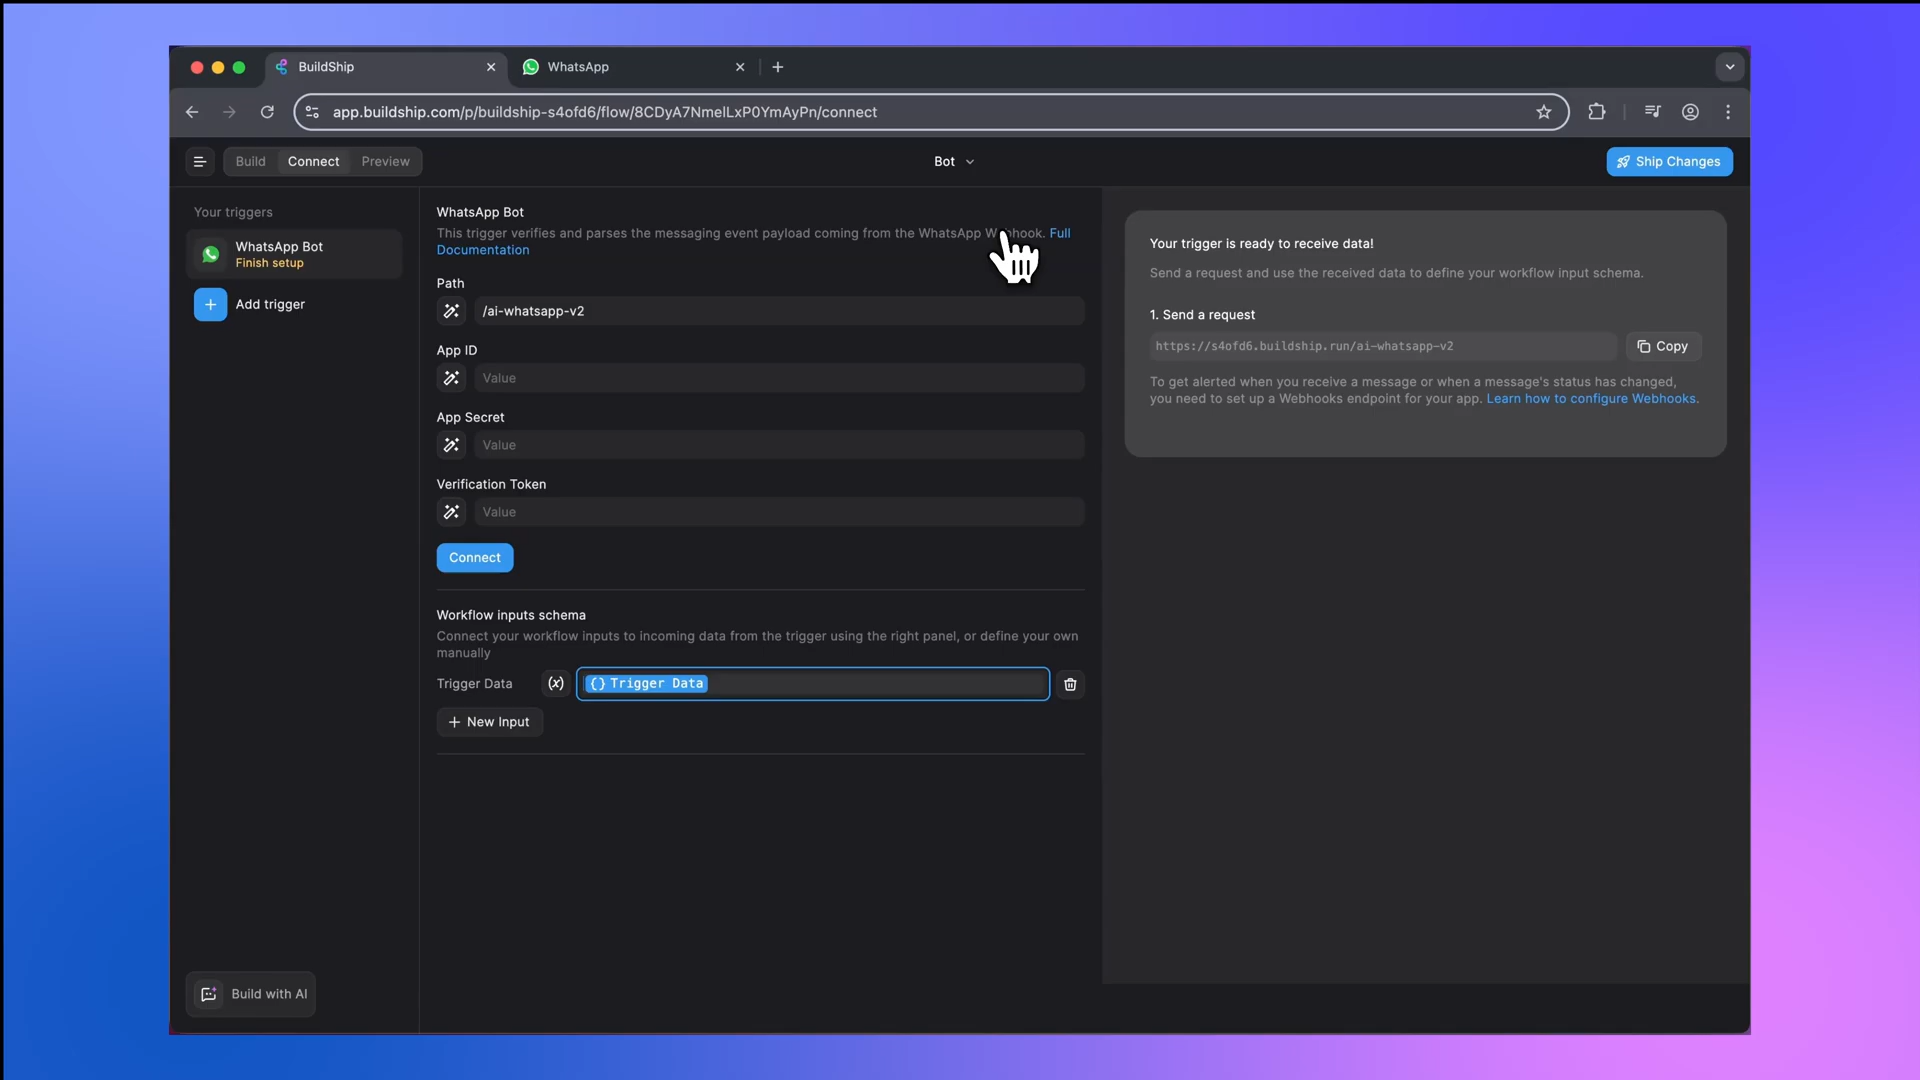 BuildShip
WhatsApp
app.buildship.com/p/buildship-s4ofd6/flow/8CDyA7NmelLxP0YmAyPn/connect
Build
Connect
Preview
Bot
Ship Changes
Your triggers
WhatsApp Bot
Finish setup
Add trigger
WhatsApp Bot
This trigger verifies and parses the messaging event payload coming from the WhatsApp Full
Documentation
Path
/ai-whatsapp-v2
App ID
Value
App Secret
Value
Verification Token
Value
Connect
Workflow inputs schema
Connect your workflow inputs to incoming data from the trigger using the right panel, or define your own
manually
Trigger Data
(x)
{} Trigger Data
+ New Input
Your trigger is ready to receive data!
Send a request and use the received data to define your workflow input schema.
1. Send a request
https://s4ofd6.buildship.run/ai-whatsapp-v2
Copy
To get alerted when you receive a message or when a message's status has changed,
you need to set up a Webhooks endpoint for your app. Learn how to configure Webhooks.
Build with AI